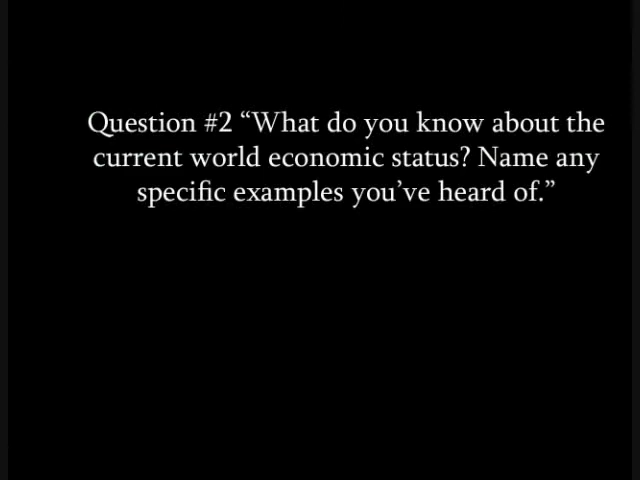 Question #2 “What do you know about the
current world economic status? Name any
specific examples you’ve heard of.”